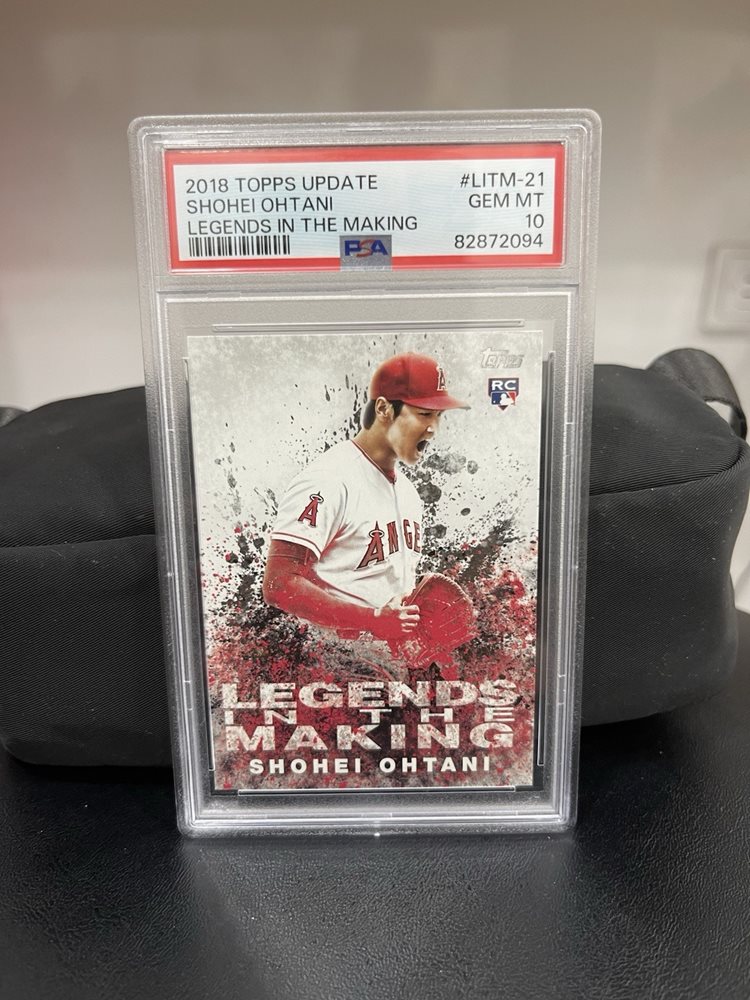 2018 TOPPS UPDATE #LITM-21
SHOHEI OHTANI GEM MT
LEGENDS IN THE MAKING 10
PSA 82872094
Topps
RC
A
A
ANGE
LEGENDS
IN THE
MAKING
SHOHEI OHTANI